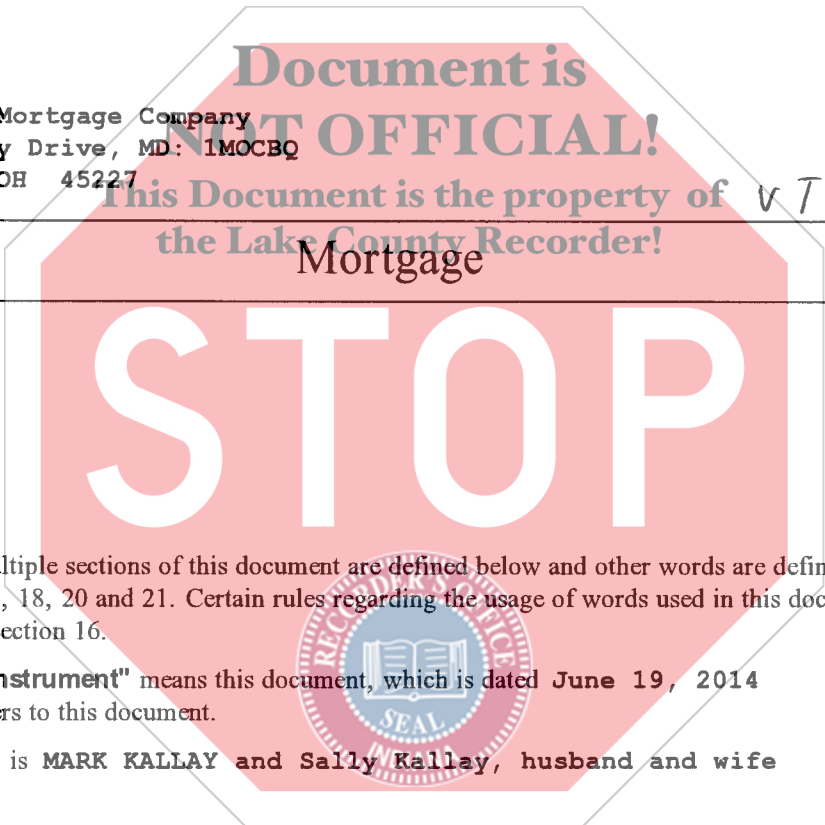 Document is
Mortgage Company
NOT OFFICIAL!
Drive, MD: 1MOCBQ
OH 45227
This Document is the property of VT
the Lake County Recorder!
Mortgage
STOP
ltiple sections of this document are defined below and other words are defin
, 18, 20 and 21. Certain rules regarding the usage of words used in this doc
ection 16.
nstrument" means this document, which is dated June 19, 2014
rs to this document.
is MARK KALLAY and Sally Kallay, husband and wife
RECORDER'S OFFICE
SEAL
INDIANA